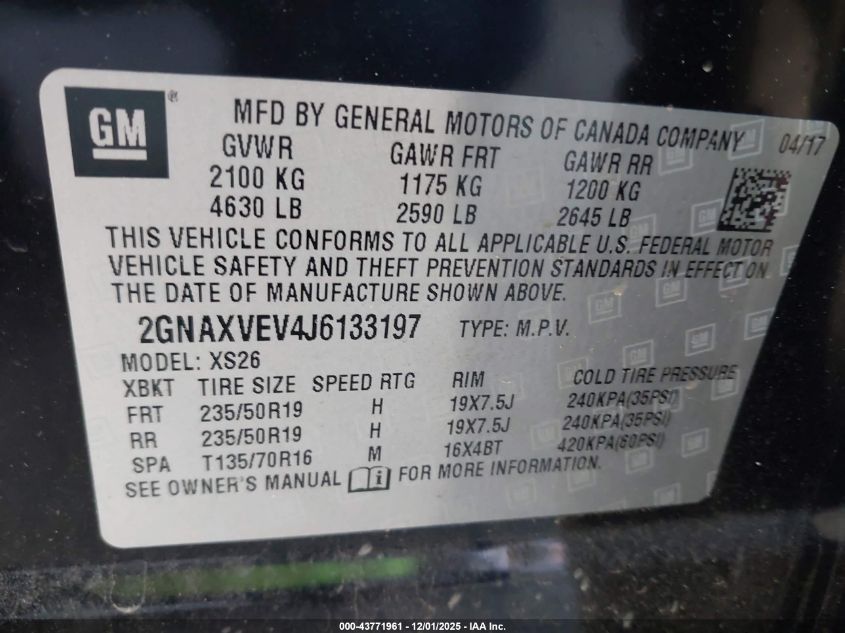 GM ®
MFD BY GENERAL MOTORS OF CANADA COMPANY 04/17
GVWR GAWR FRT GAWR RR
2100 KG 1175 KG 1200 KG
4630 LB 2590 LB 2645 LB
THIS VEHICLE CONFORMS TO ALL APPLICABLE U.S. FEDERAL MOTOR
VEHICLE SAFETY AND THEFT PREVENTION STANDARDS IN EFFECT ON
THE DATE OF MANUFACTURE SHOWN ABOVE.
2GNAXVEV4J6133197 TYPE: M.P.V.
MODEL: XS26
XBKT TIRE SIZE SPEED RTG RIM COLD TIRE PRESSURE
FRT 235/50R19 H 19X7.5J 240KPA(35PSI)
RR 235/50R19 H 19X7.5J 240KPA(35PSI)
SPA T135/70R16 M 16X4BT 420KPA(60PSI)
SEE OWNER'S MANUAL i FOR MORE INFORMATION.
000-43771961 - 12/01/2025 - IAA Inc.